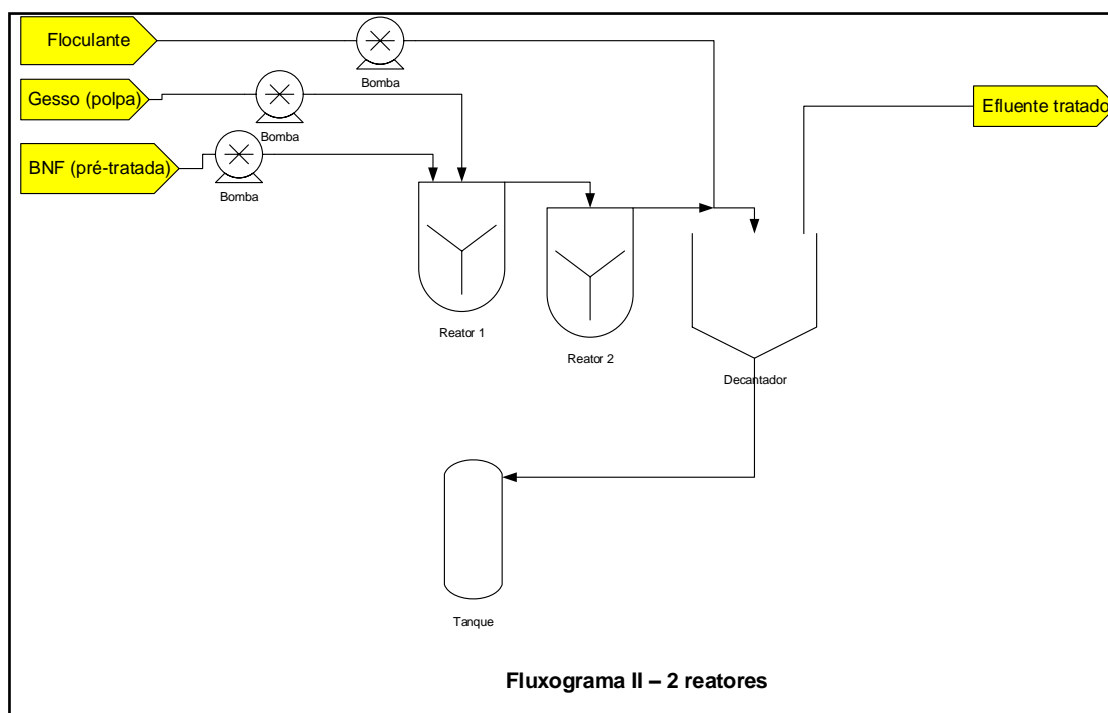 Floculante
Bomba
Gesso (polpa)
Bomba
Efluente tratado
BNF (pré-tratada)
Bomba
Reator 1
Reator 2
Decantador
Tanque
Fluxograma II – 2 reatores